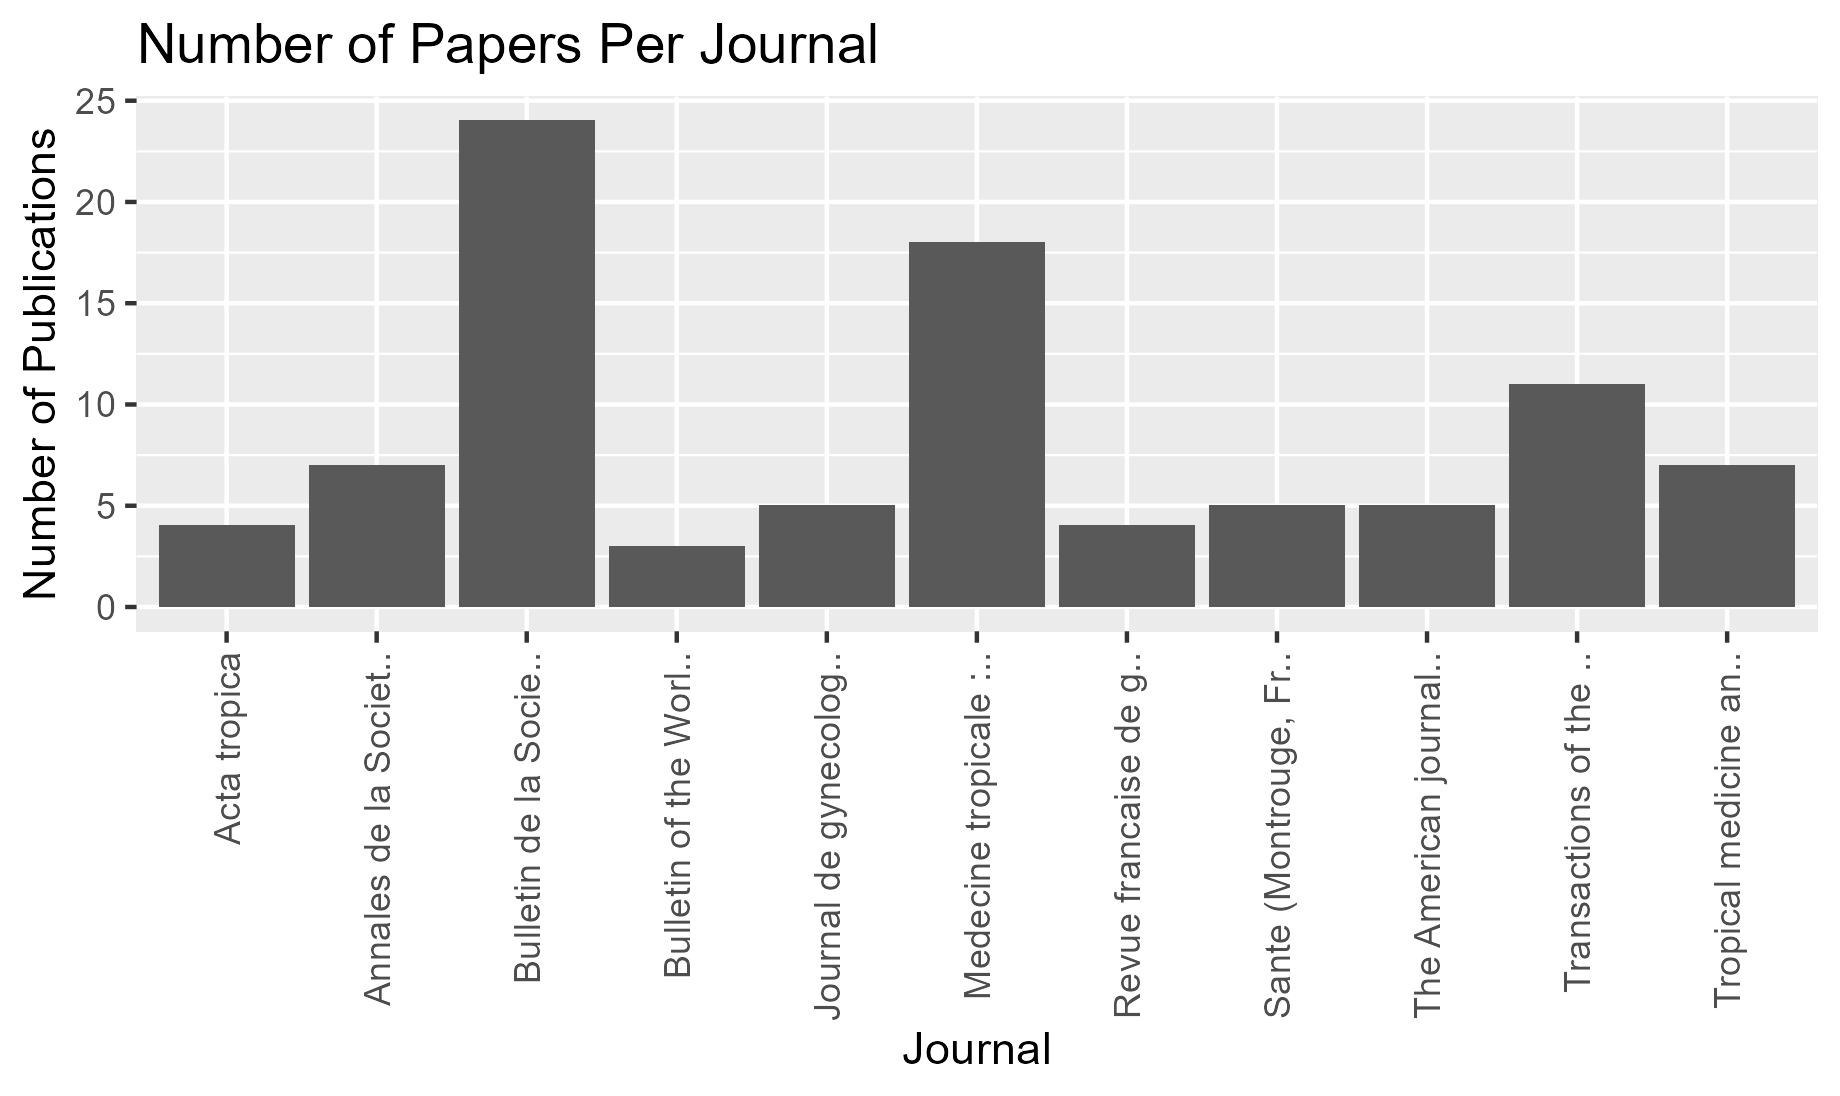 Number of Papers Per Journal
Number of Publications
25
20
15
10
5
0
Acta tropica
Annales de la Societ..
Bulletin de la Socie..
Bulletin of the Worl..
Journal de gynecolog..
Medecine tropicale :..
Revue francaise de g..
Sante (Montrouge, Fr..
The American journal..
Transactions of the ..
Tropical medicine an..
Journal